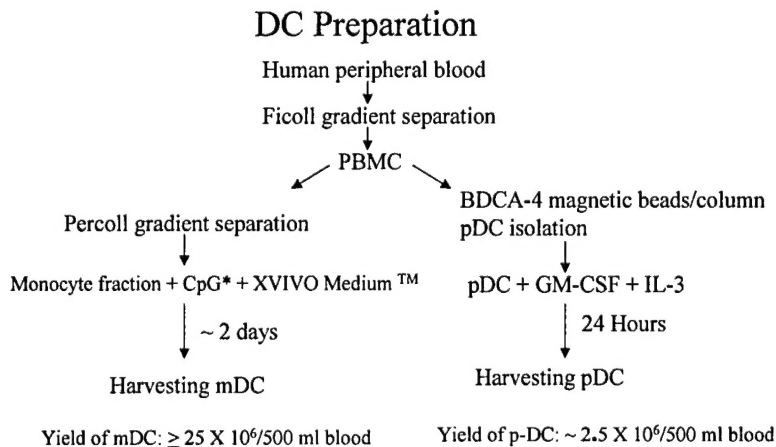 DC Preparation
Human peripheral blood
Ficoll gradient separation
PBMC
Percoll gradient separation
Monocyte fraction + CpG* + XVIVO Medium ™
~ 2 days
Harvesting mDC
Yield of mDC: ≥ 25 X 10⁶/500 ml blood
BDCA-4 magnetic beads/column
pDC isolation
pDC + GM-CSF + IL-3
24 Hours
Harvesting pDC
Yield of p-DC: ~ 2.5 X 10⁶/500 ml blood